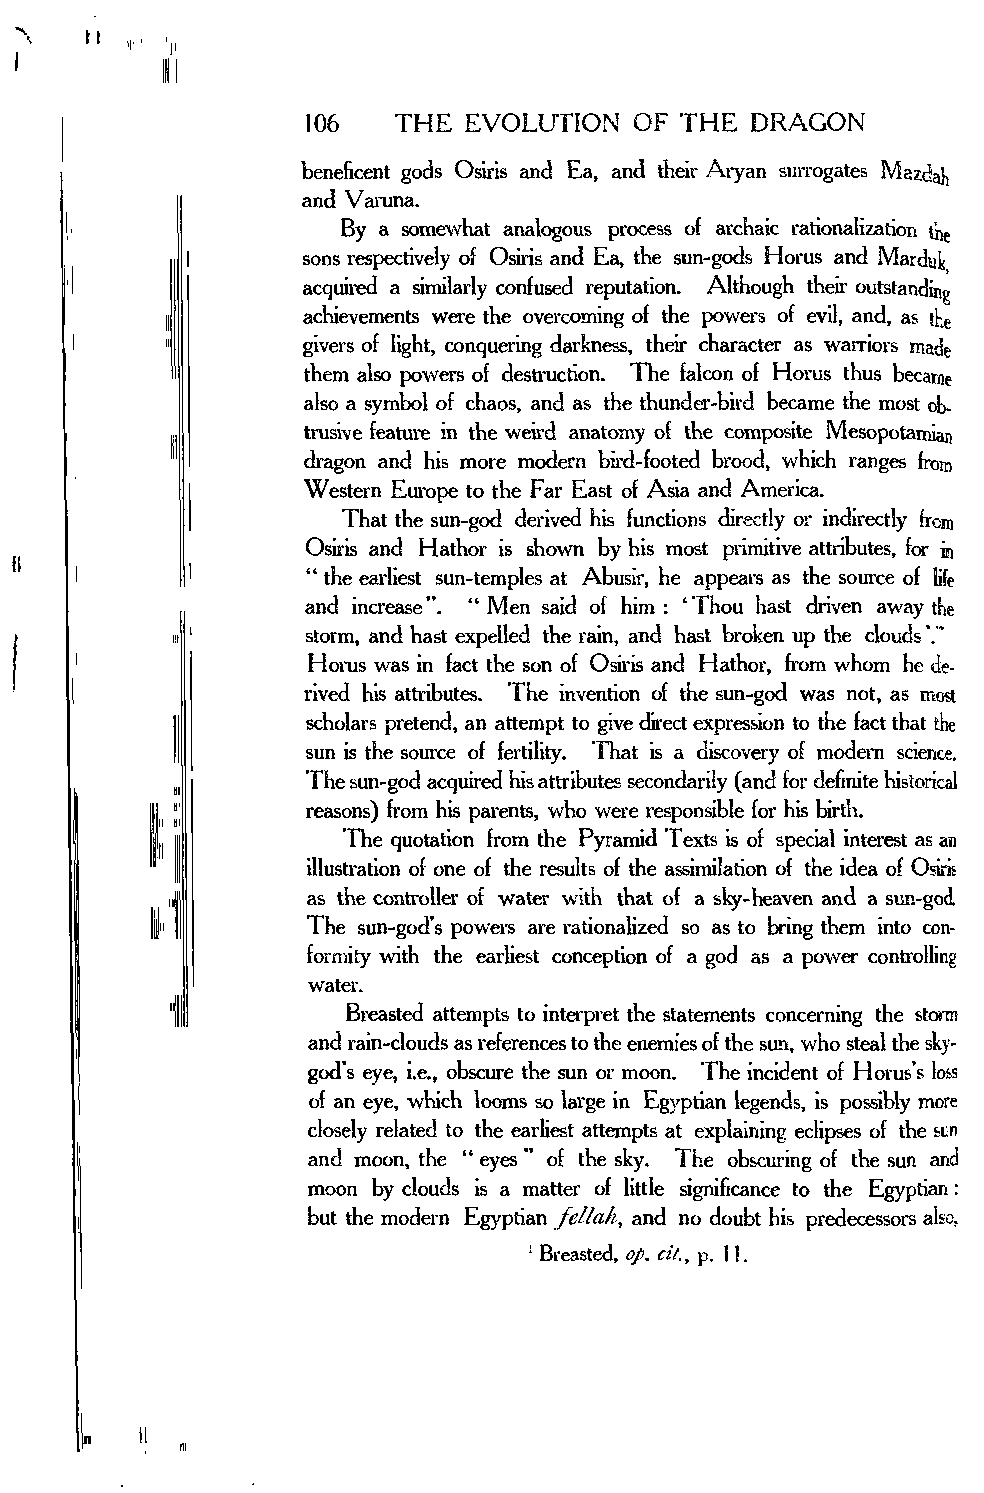 106 THE EVOLUTION OF THE DRAGON
beneficent gods Osiris and Ea, and their Aryan surrogates Mazdah
and Varuna.
By a somewhat analogous process of archaic rationalization the
sons respectively of Osiris and Ea, the sun-gods Horus and Marduk,
acquired a similarly confused reputation. Although their outstanding
achievements were the overcoming of the powers of evil, and, as the
givers of light, conquering darkness, their character as warriors made
them also powers of destruction. The falcon of Horus thus became
also a symbol of chaos, and as the thunder-bird became the most ob-
trusive feature in the weird anatomy of the composite Mesopotamian
dragon and his more modern bird-footed brood, which ranges from
Western Europe to the Far East of Asia and America.
That the sun-god derived his functions directly or indirectly from
Osiris and Hathor is shown by his most primitive attributes, for in
“ the earliest sun-temples at Abusir, he appears as the source of life
and increase”. “ Men said of him : ‘ Thou hast driven away the
storm, and hast expelled the rain, and hast broken up the clouds ’.”
Horus was in fact the son of Osiris and Hathor, from whom he de-
rived his attributes. The invention of the sun-god was not, as most
scholars pretend, an attempt to give direct expression to the fact that the
sun is the source of fertility. That is a discovery of modern science.
The sun-god acquired his attributes secondarily (and for definite historical
reasons) from his parents, who were responsible for his birth.
The quotation from the Pyramid Texts is of special interest as an
illustration of one of the results of the assimilation of the idea of Osiris
as the controller of water with that of a sky-heaven and a sun-god.
The sun-god's powers are rationalized so as to bring them into con-
formity with the earliest conception of a god as a power controlling
water.
Breasted attempts to interpret the statements concerning the storm
and rain-clouds as references to the enemies of the sun, who steal the sky-
god's eye, i.e., obscure the sun or moon. The incident of Horus's loss
of an eye, which looms so large in Egyptian legends, is possibly more
closely related to the earliest attempts at explaining eclipses of the sun
and moon, the “ eyes ” of the sky. The obscuring of the sun and
moon by clouds is a matter of little significance to the Egyptian :
but the modern Egyptian fellah, and no doubt his predecessors also,
¹ Breasted, op. cit., p. 11.